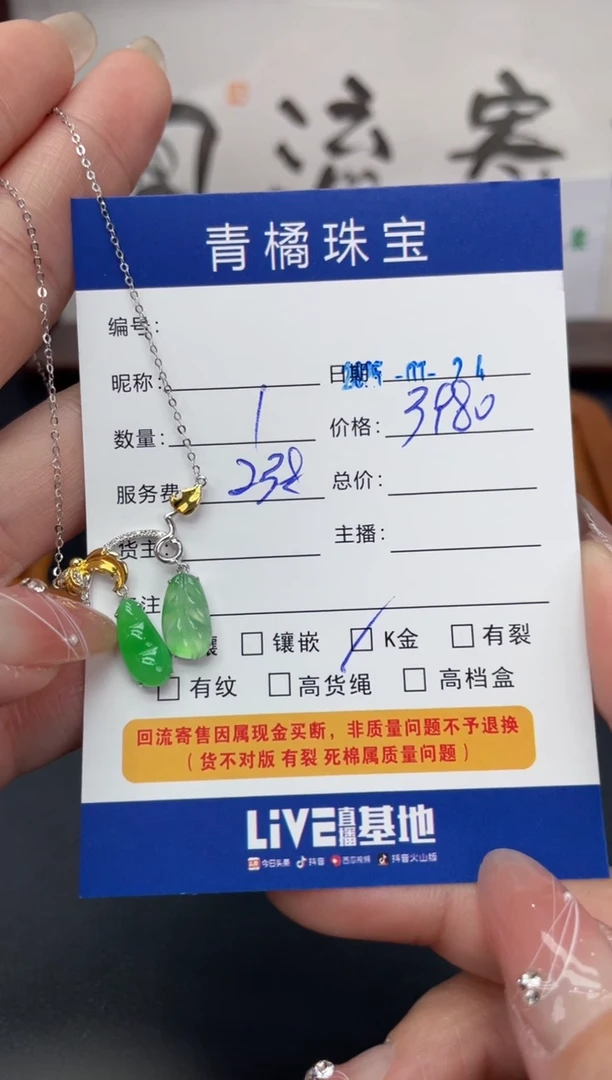 流 寄
青橘珠宝
编号:
昵称: 日期:
数量: 1 价格: 3980
服务费 238 总价:
货主: 主播:
注
镶 □ 镶嵌 □ K金 □ 有裂
□ 有纹 □ 高货绳 □ 高档盒
回流寄售因属现金买断，非质量问题不予退换
（货不对版 有裂 死棉属质量问题）
LiVE直播基地
今日头条 抖音 西瓜视频 抖音火山版